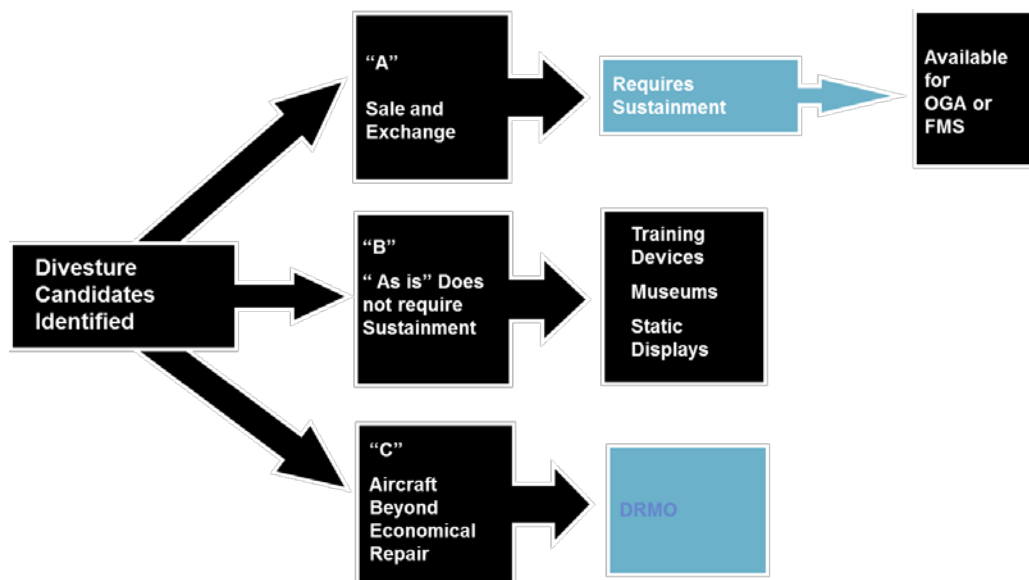 Divesture
Candidates
Identified
“A”
Sale and
Exchange
Requires
Sustainment
Available
for
OGA or
FMS
“B”
“ As is” Does
not require
Sustainment
Training
Devices
Museums
Static
Displays
“C”
Aircraft
Beyond
Economical
Repair
DRMO